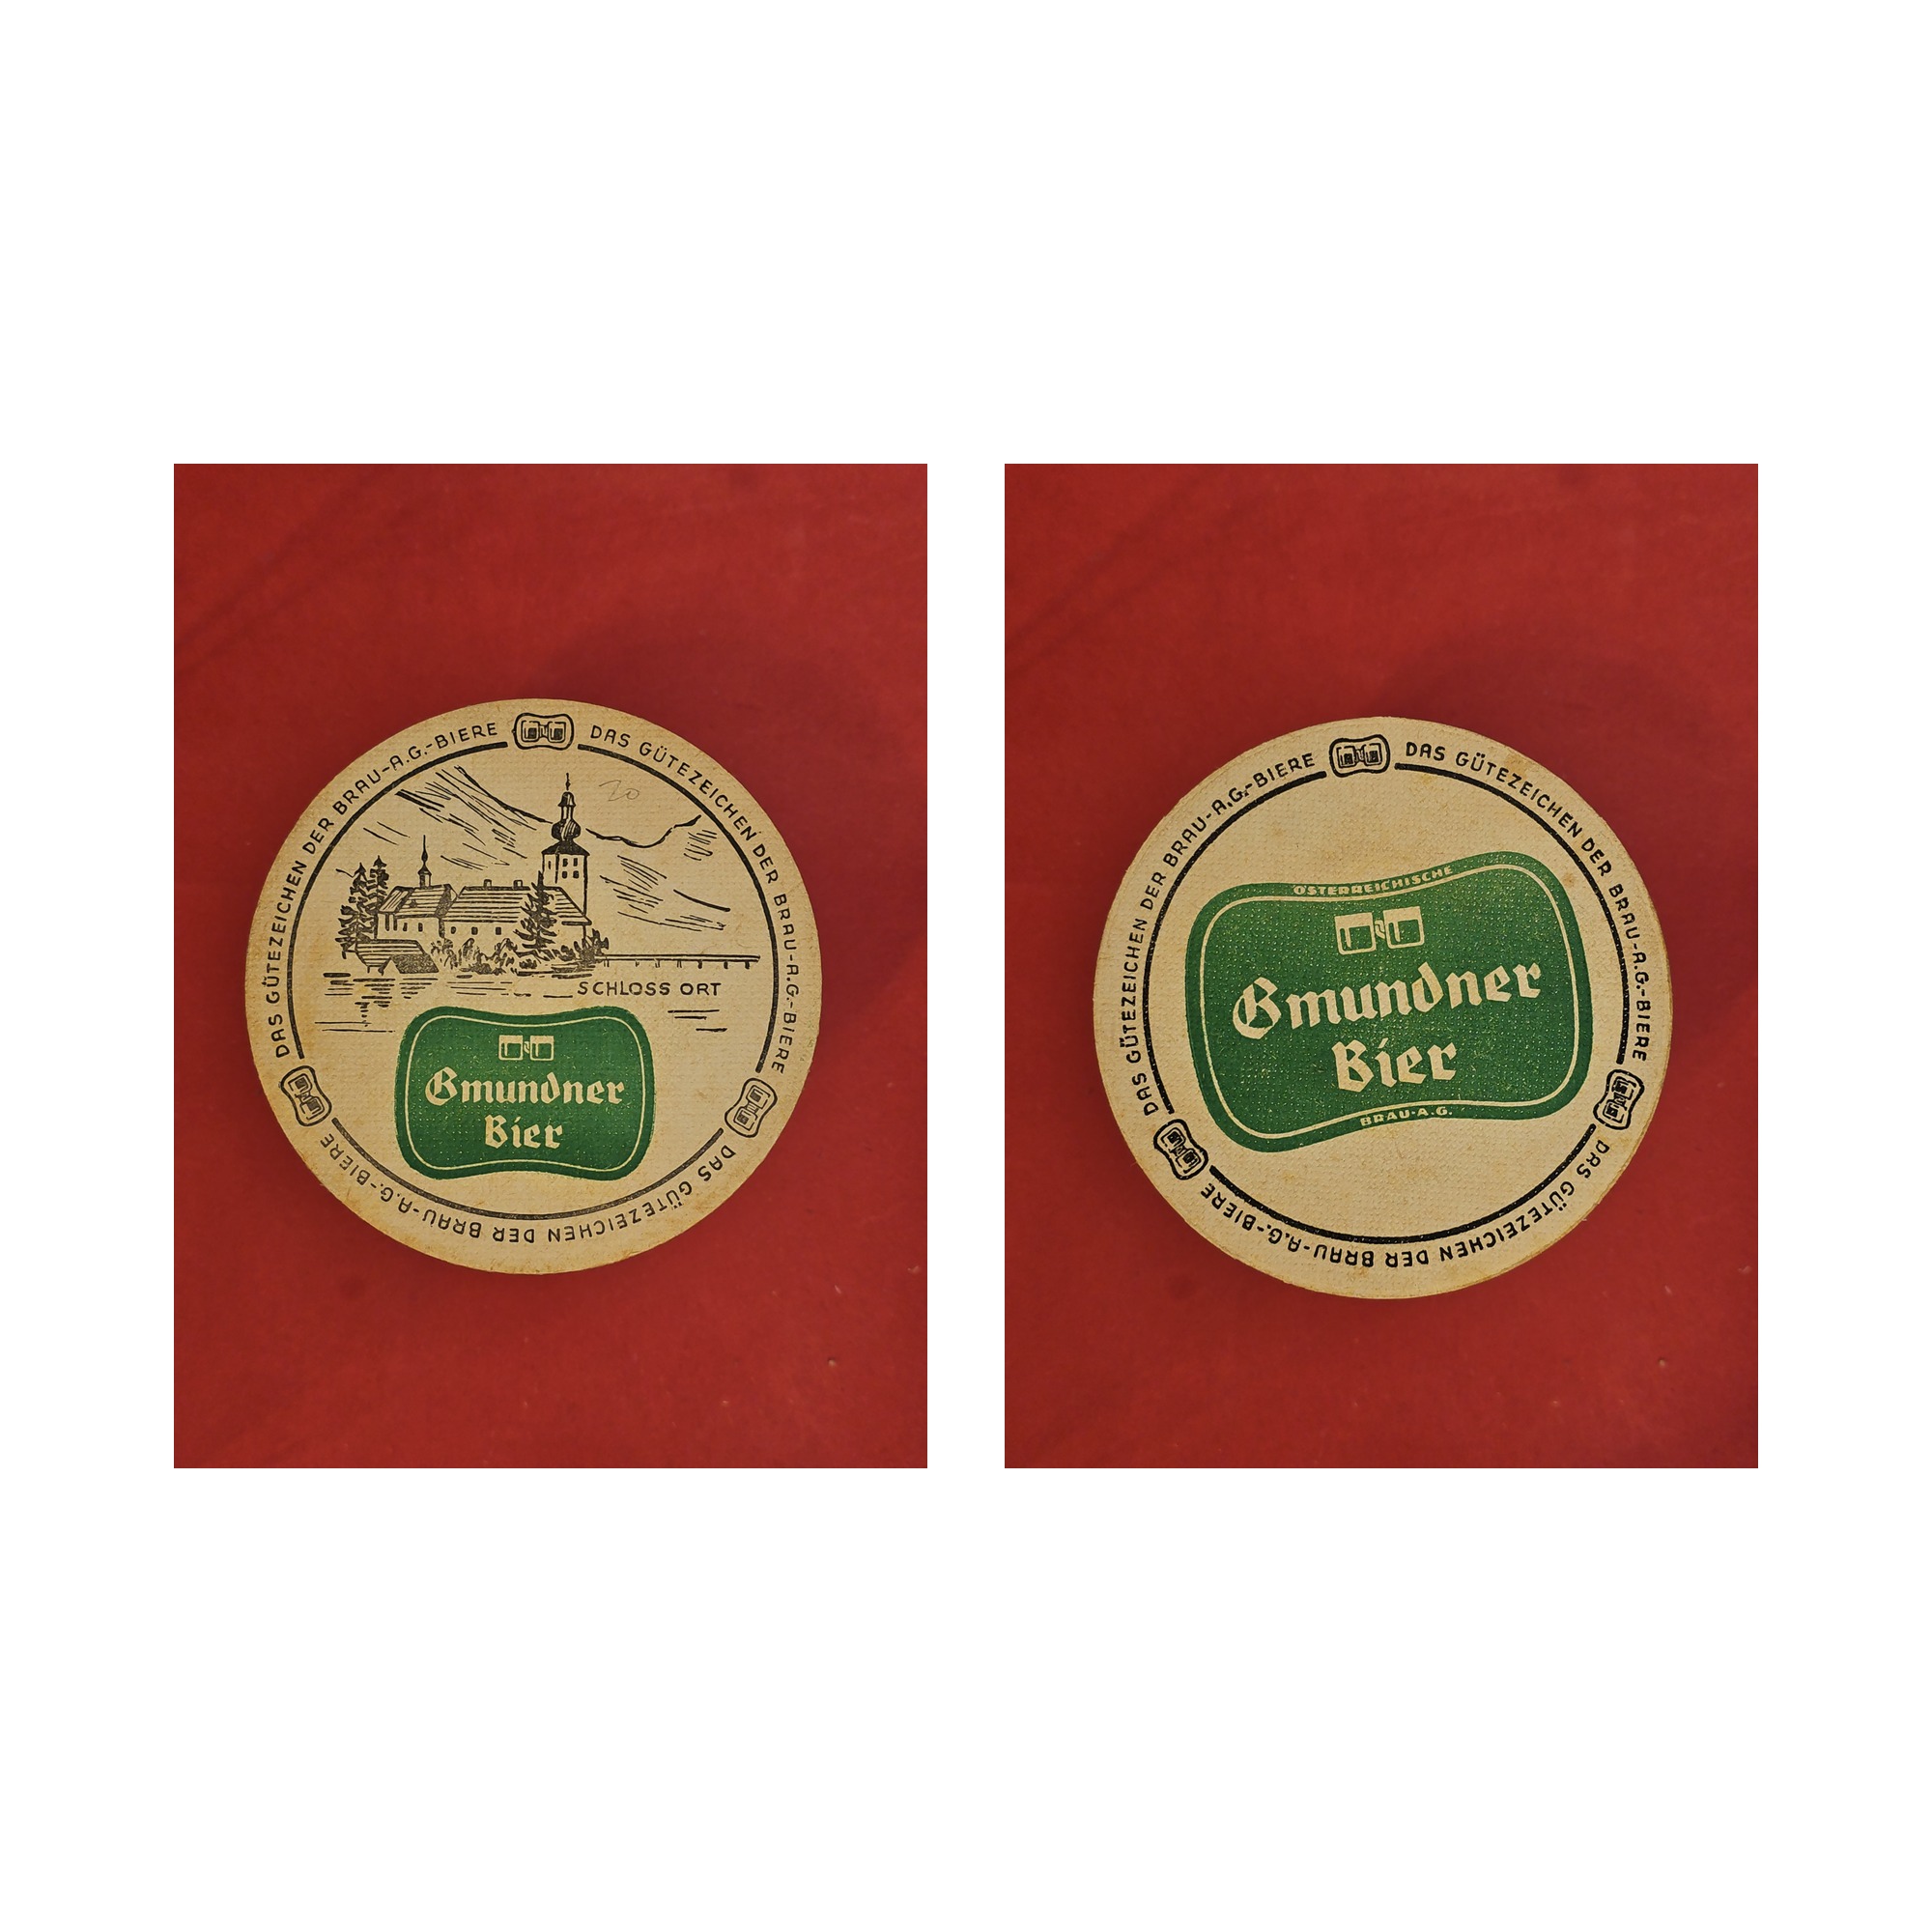 DAS GÜTEZEICHEN DER BRAU-A.G.-BIERE
DAS GÜTEZEICHEN DER BRAU-A.G.-BIERE
DAS GÜTEZEICHEN DER BRAU-A.G.-BIERE
20
SCHLOSS ORT
Gmundner
Bier
DAS GÜTEZEICHEN DER BRAU-A.G.-BIERE
DAS GÜTEZEICHEN DER BRAU-A.G.-BIERE
DAS GÜTEZEICHEN DER BRAU-A.G.-BIERE
ÖSTERREICHISCHE
Gmundner
Bier
BRAU-A.G.